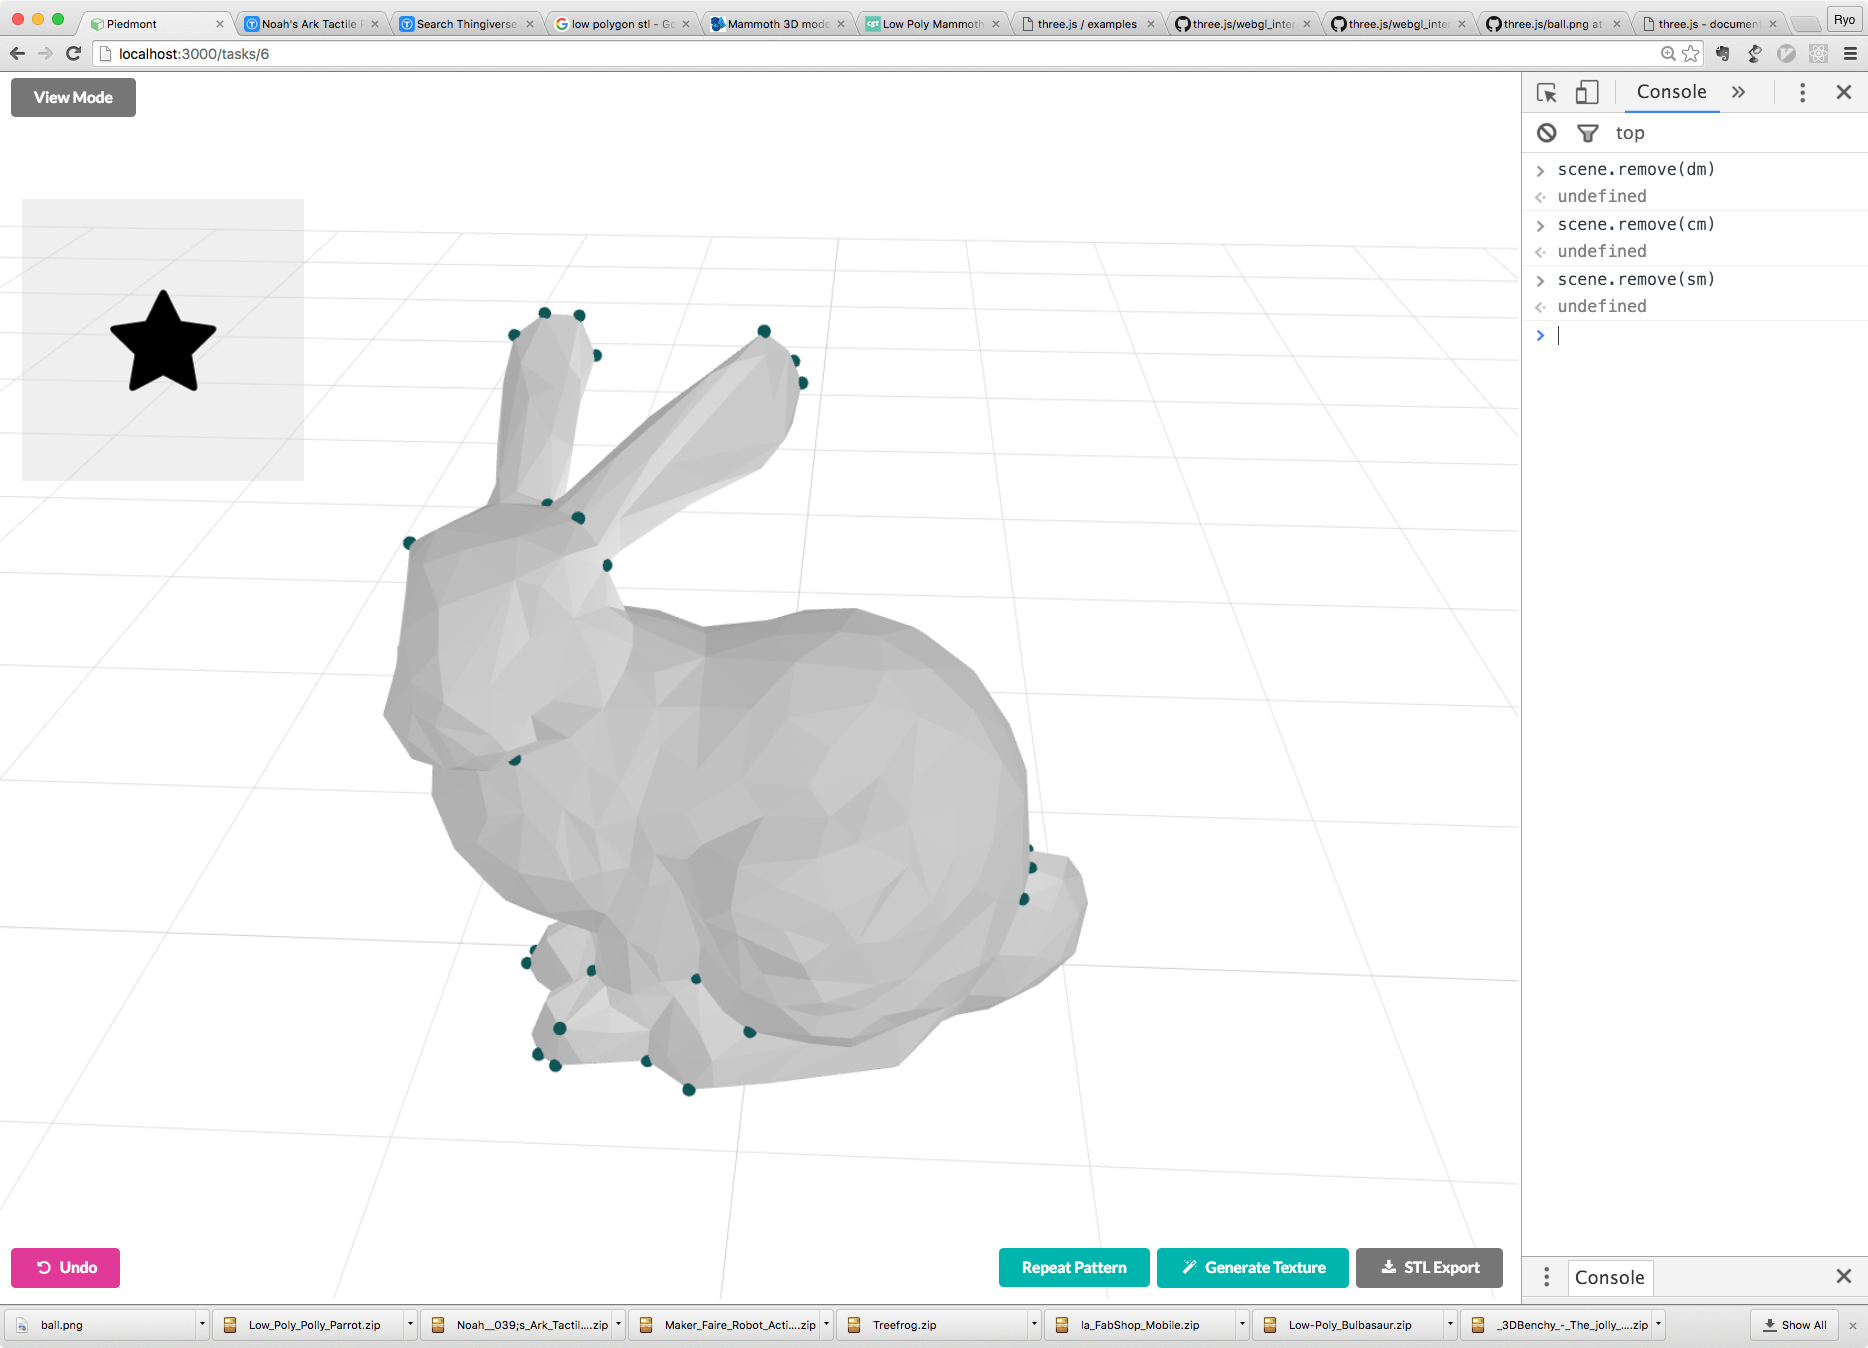 Piedmont
Noah's Ark Tactile P
Search Thingiverse
low polygon stl - Go
Mammoth 3D mode
Low Poly Mammoth
three.js / examples
three.js/webgl_inter
three.js/webgl_inter
three.js/ball.png at
three.js - document
Ryo
localhost:3000/tasks/6
View Mode
Console
top
scene.remove(dm)
undefined
scene.remove(cm)
undefined
scene.remove(sm)
undefined
Undo
Repeat Pattern
Generate Texture
STL Export
Console
ball.png
Low_Poly_Polly_Parrot.zip
Noah__039;s_Ark_Tactil....zip
Maker_Faire_Robot_Acti....zip
Treefrog.zip
la_FabShop_Mobile.zip
Low-Poly_Bulbasaur.zip
_3DBenchy_-_The_jolly_....zip
Show All